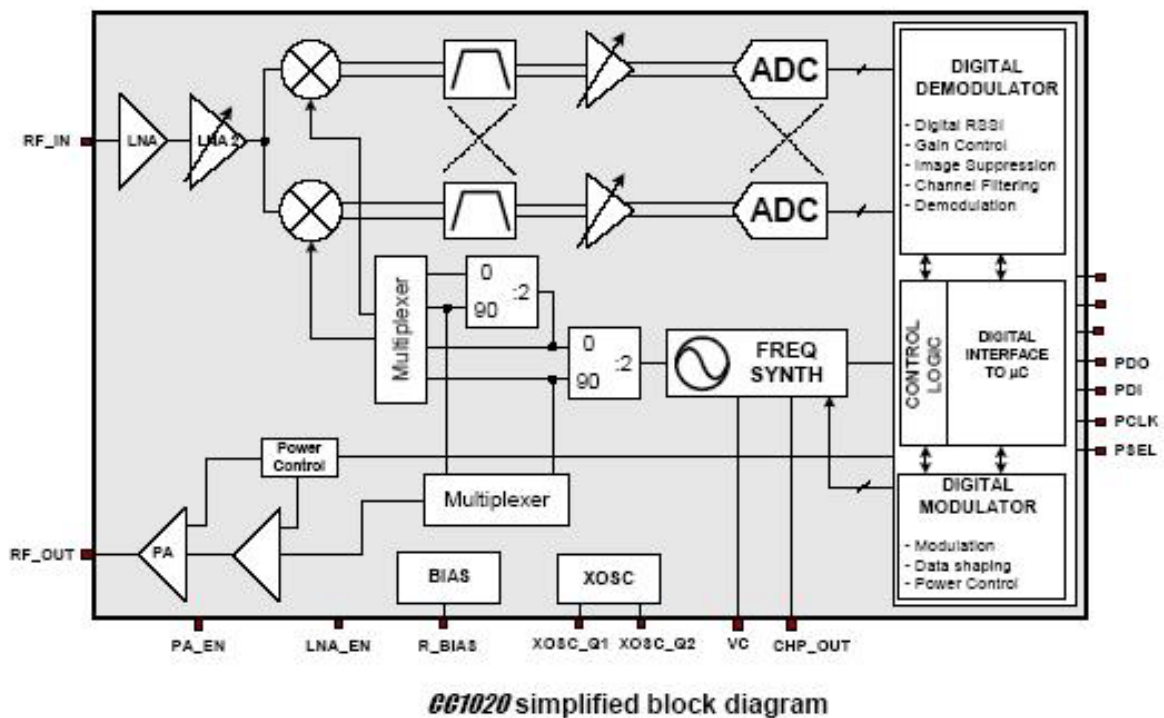 ADC
DIGITAL
DEMODULATOR
- Digital RSSI
- Gain Control
- Image Suppression
- Channel Filtering
- Demodulation
RF_IN
LNA
LNA 2
ADC
Multiplexer
0
:2
90
0
:2
90
FREQ
SYNTH
CONTROL
LOGIC
DIGITAL
INTERFACE
TO µC
PDO
PDI
PCLK
PSEL
Power
Control
Multiplexer
DIGITAL
MODULATOR
- Modulation
- Data shaping
- Power Control
RF_OUT
PA
BIAS
XOSC
PA_EN
LNA_EN
R_BIAS
XOSC_Q1
XOSC_Q2
VC
CHP_OUT
CC1020 simplified block diagram